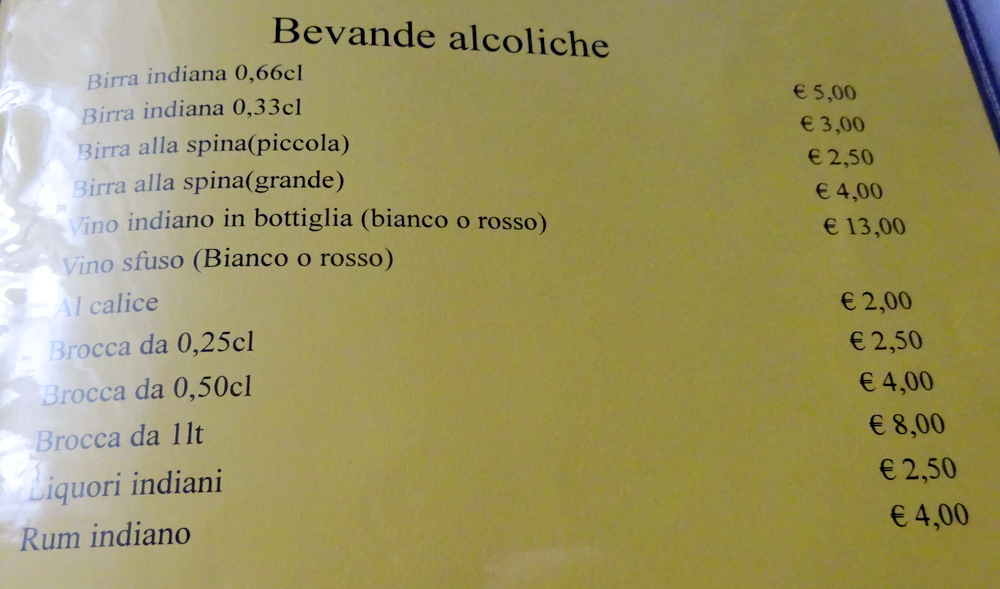 Bevande alcoliche
Birra indiana 0,66cl € 5,00
Birra indiana 0,33cl € 3,00
Birra alla spina(piccola) € 2,50
Birra alla spina(grande) € 4,00
Vino indiano in bottiglia (bianco o rosso) € 13,00
Vino sfuso (Bianco o rosso)
Al calice € 2,00
Brocca da 0,25cl € 2,50
Brocca da 0,50cl € 4,00
Brocca da 1lt € 8,00
Liquori indiani € 2,50
Rum indiano € 4,00